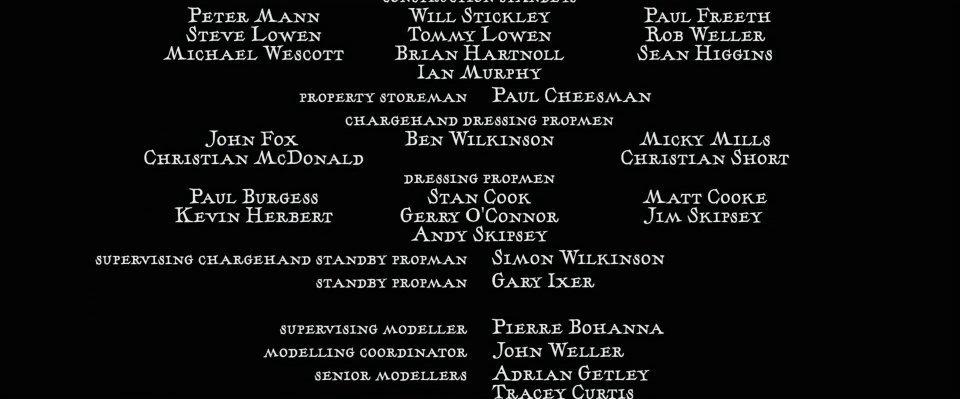 CONSTRUCTION STANDBYS
PETER MANN WILL STICKLEY PAUL FREETH
STEVE LOWEN TOMMY LOWEN ROB WELLER
MICHAEL WESCOTT BRIAN HARTNOLL SEAN HIGGINS
IAN MURPHY
PROPERTY STOREMAN PAUL CHEESMAN
CHARGEHAND DRESSING PROPMEN
JOHN FOX BEN WILKINSON MICKY MILLS
CHRISTIAN MCDONALD CHRISTIAN SHORT
DRESSING PROPMEN
PAUL BURGESS STAN COOK MATT COOKE
KEVIN HERBERT GERRY O'CONNOR JIM SKIPSEY
ANDY SKIPSEY
SUPERVISING CHARGEHAND STANDBY PROPMAN SIMON WILKINSON
STANDBY PROPMAN GARY IXER
SUPERVISING MODELLER PIERRE BOHANNA
MODELLING COORDINATOR JOHN WELLER
SENIOR MODELLERS ADRIAN GETLEY
TRACEY CURTIS